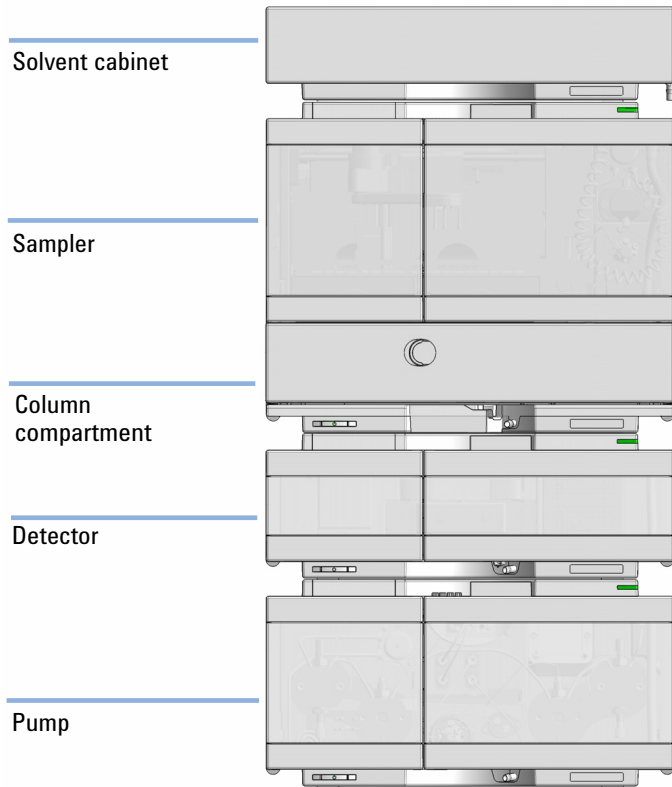 Solvent cabinet
Sampler
Column
compartment
Detector
Pump